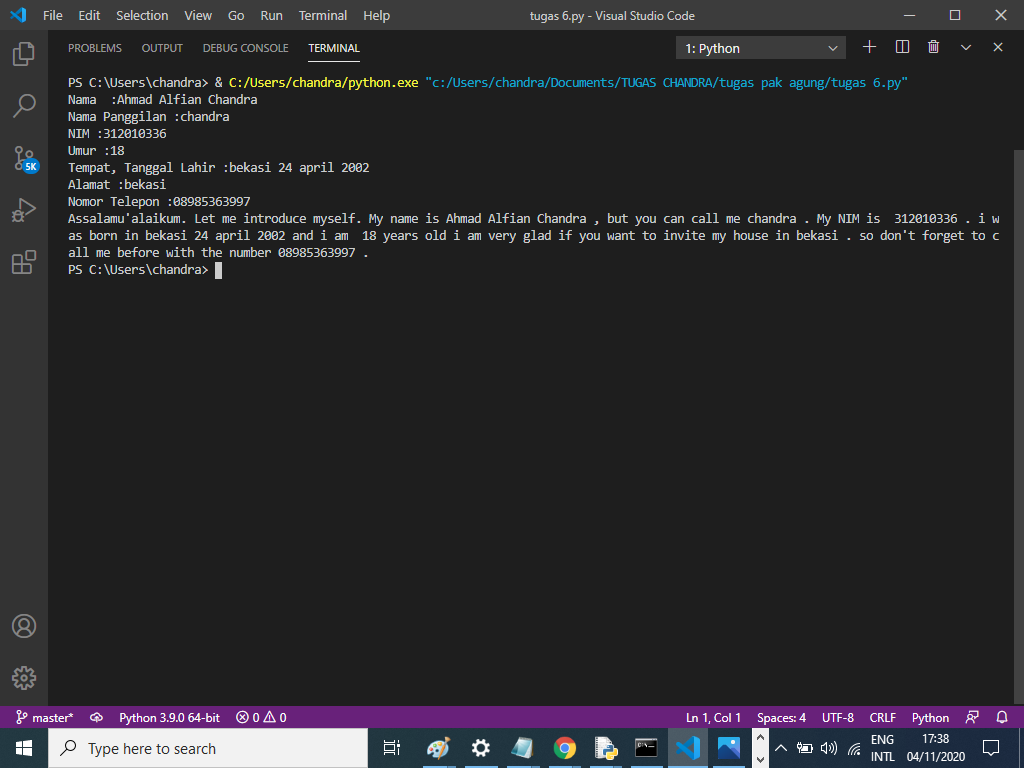 File Edit Selection View Go Run Terminal Help tugas 6.py - Visual Studio Code
PROBLEMS OUTPUT DEBUG CONSOLE TERMINAL 1: Python
PS C:\Users\chandra> & C:/Users/chandra/python.exe "c:/Users/chandra/Documents/TUGAS CHANDRA/tugas pak agung/tugas 6.py"
Nama  :Ahmad Alfian Chandra
Nama Panggilan :chandra
NIM :312010336
Umur :18
Tempat, Tanggal Lahir :bekasi 24 april 2002
Alamat :bekasi
Nomor Telepon :08985363997
Assalamu'alaikum. Let me introduce myself. My name is Ahmad Alfian Chandra , but you can call me chandra . My NIM is  312010336 . i w
as born in bekasi 24 april 2002 and i am  18 years old i am very glad if you want to invite my house in bekasi . so don't forget to c
all me before with the number 08985363997 .
PS C:\Users\chandra>
5K
master* Python 3.9.0 64-bit 0 0 Ln 1, Col 1 Spaces: 4 UTF-8 CRLF Python
Type here to search
ENG 17:38
INTL 04/11/2020